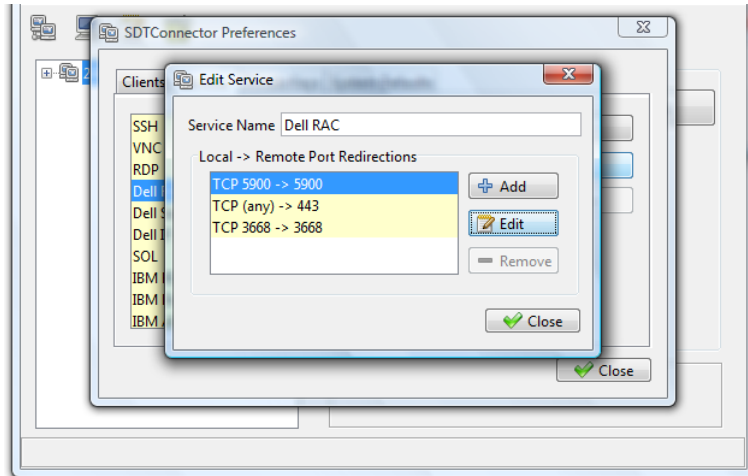 SDTConnector Preferences
Clients
Edit Service
Service Name Dell RAC
Local -> Remote Port Redirections
TCP 5900 -> 5900
TCP (any) -> 443
TCP 3668 -> 3668
Add
Edit
Remove
Close
SSH
VNC
RDP
Dell
Dell
Dell
SOL
IBM
IBM
IBM
Close